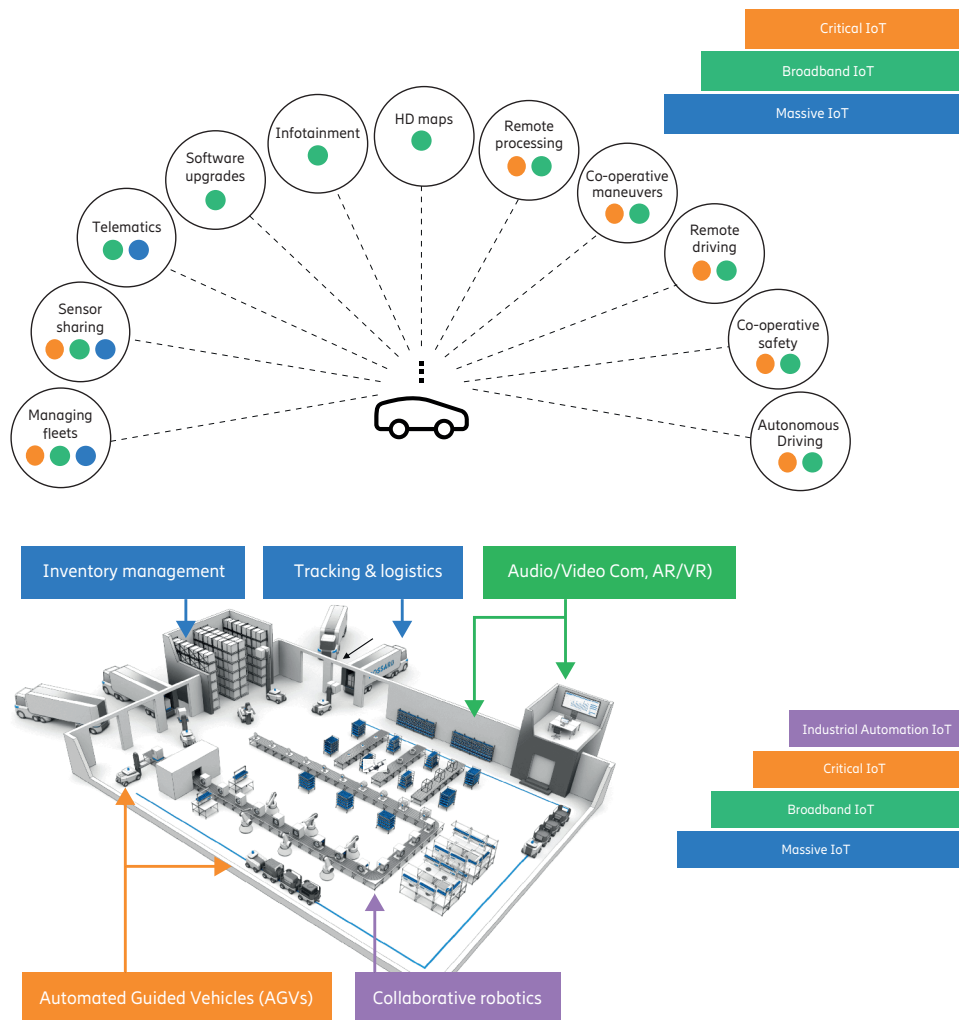 Critical IoT
Broadband IoT
Massive IoT
HD maps
Infotainment
Remote
processing
Software
upgrades
Co-operative
maneuvers
Telematics
Remote
driving
Sensor
sharing
Co-operative
safety
Managing
fleets
Autonomous
Driving
Inventory management
Tracking & logistics
Audio/Video Com, AR/VR)
Industrial Automation IoT
Critical IoT
Broadband IoT
Massive IoT
Automated Guided Vehicles (AGVs)
Collaborative robotics